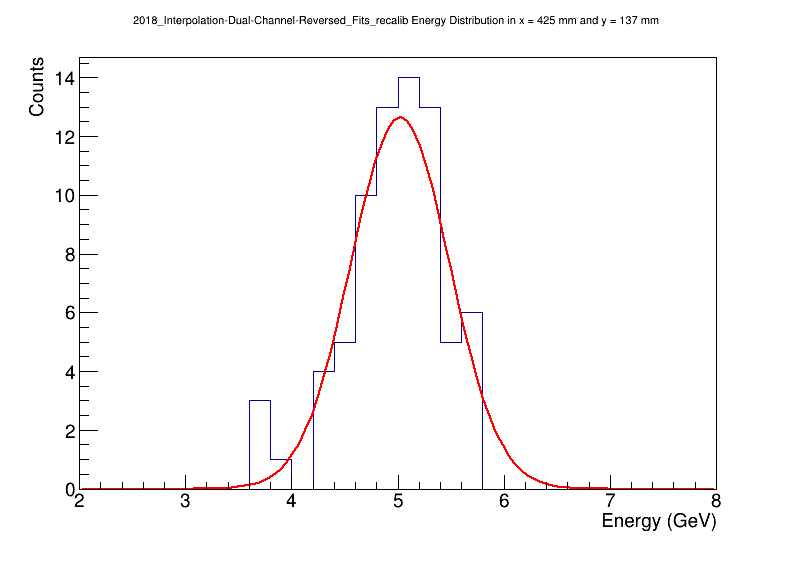 2018_Interpolation-Dual-Channel-Reversed_Fits_recalib Energy Distribution in x = 425 mm and y = 137 mm
Counts
14
12
10
8
6
4
2
0
2 3 4 5 6 7 8
Energy (GeV)